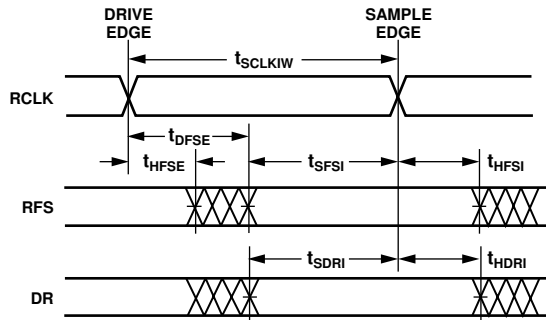 DRIVE EDGE
SAMPLE EDGE
tSCLKIW
RCLK
tDFSE
tHFSE
tSFSI
tHFSI
RFS
tSDRI
tHDRI
DR